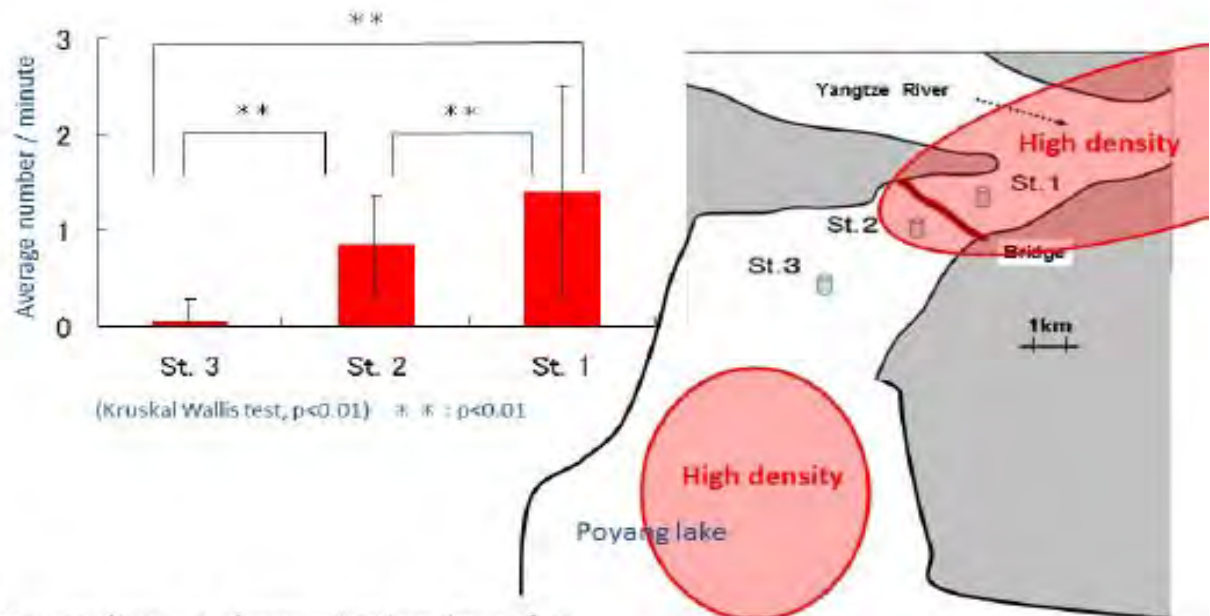 * *
3
* *
* *
2
1
0
Average number / minute
St. 3
St. 2
St. 1
(Kruskal Wallis test, p<0.01) * * : p<0.01
Yangtze River
High density
St. 1
St. 2
Bridge
St. 3
1km
High density
Poyang lake